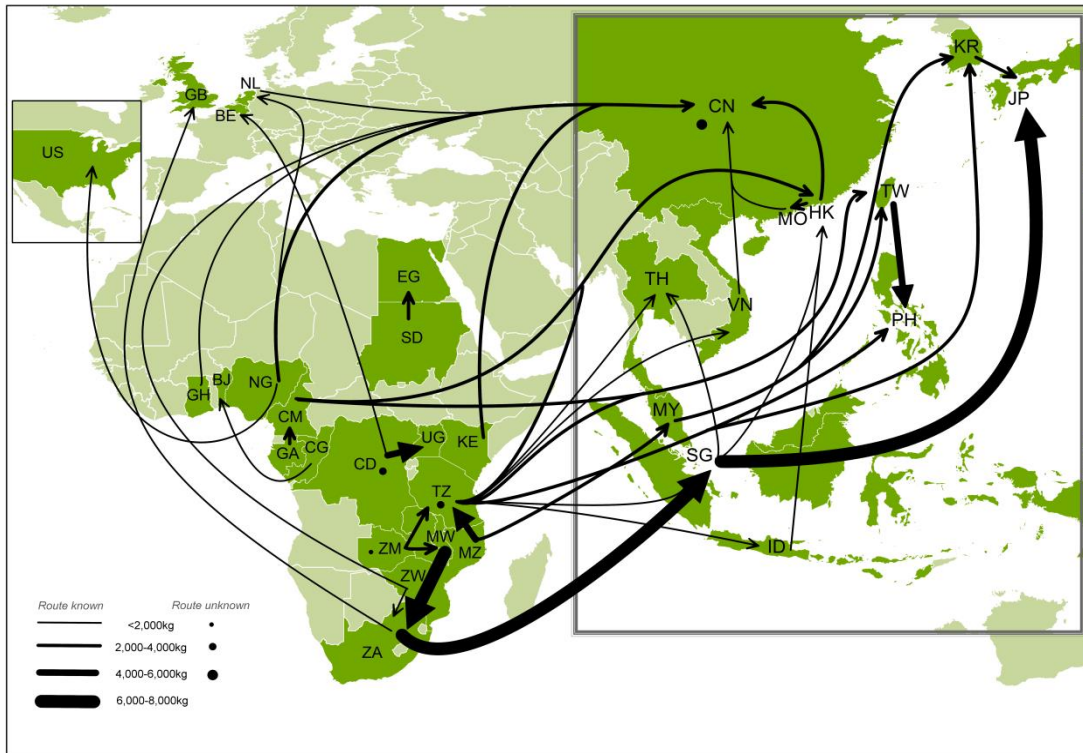 KR
NL
GB
CN
JP
BE
US
TW
HK
MO
EG
TH
VN
SD
PH
BJ
NG
GH
MY
CM
UG
KE
CG
GA
SG
CD
TZ
MW
ZM
MZ
ID
ZW
Route known
Route unknown
<2,000kg
2,000-4,000kg
ZA
4,000-6,000kg
6,000-8,000kg